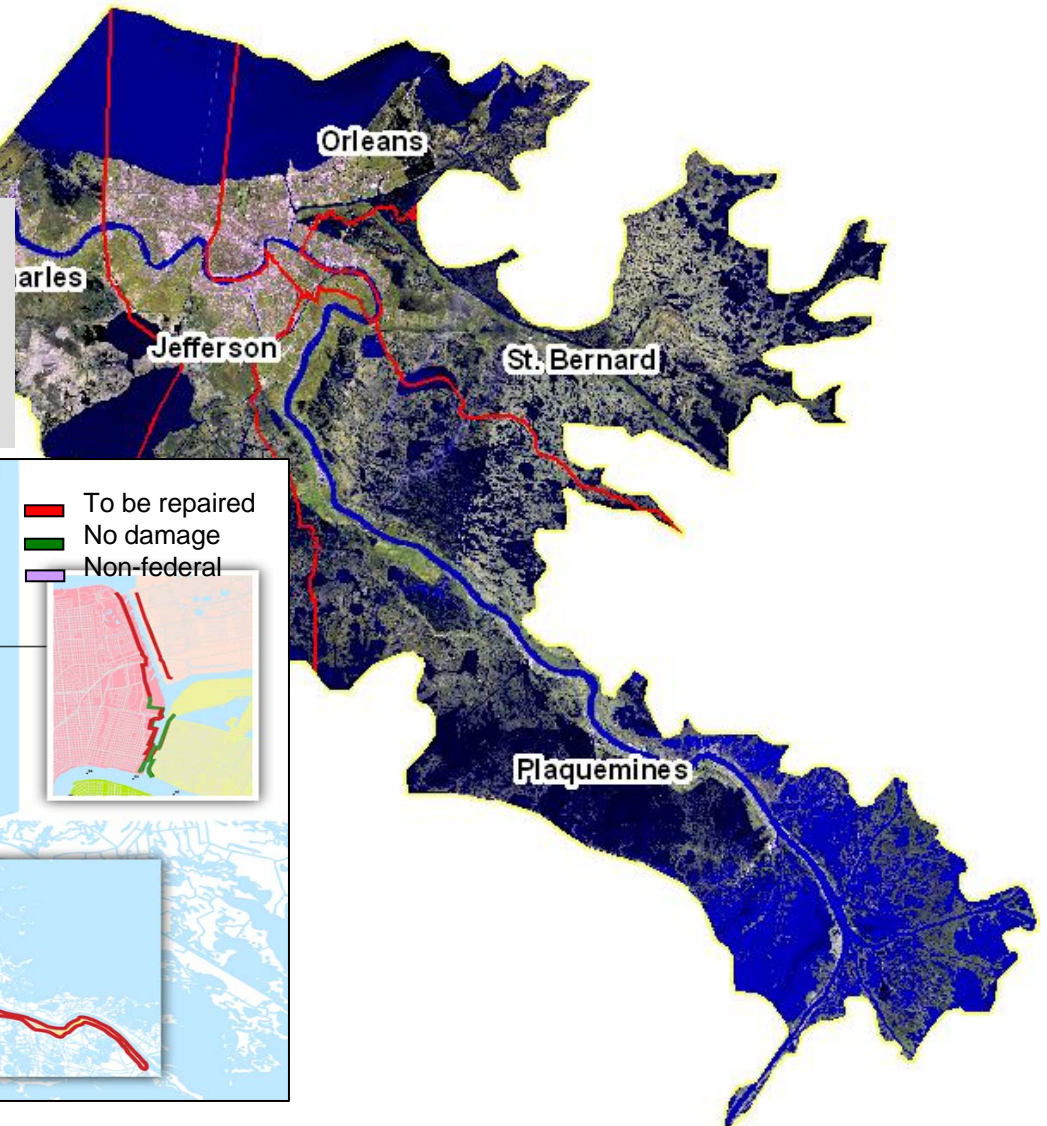 Orleans
arles
Jefferson
St. Bernard
To be repaired
No damage
Non-federal
Plaquemines